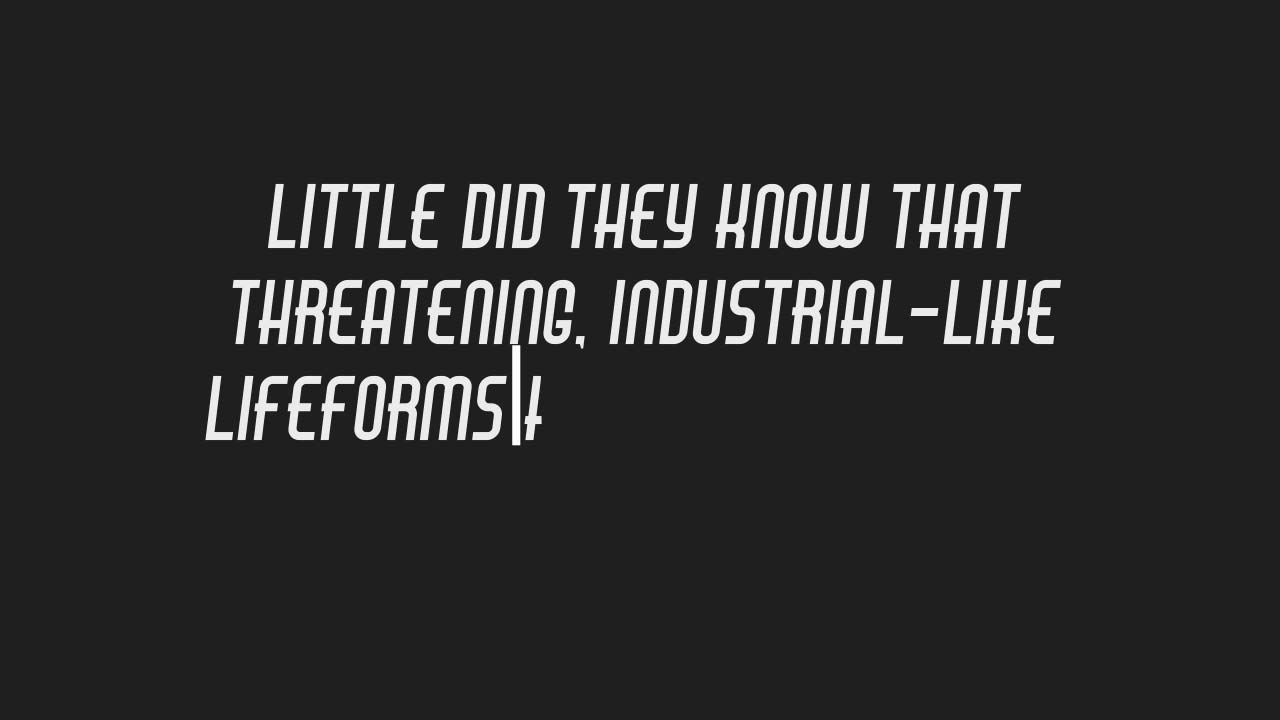 LITTLE DID THEY KNOW THAT
THREATENING, INDUSTRIAL-LIKE
LIFEFORMS